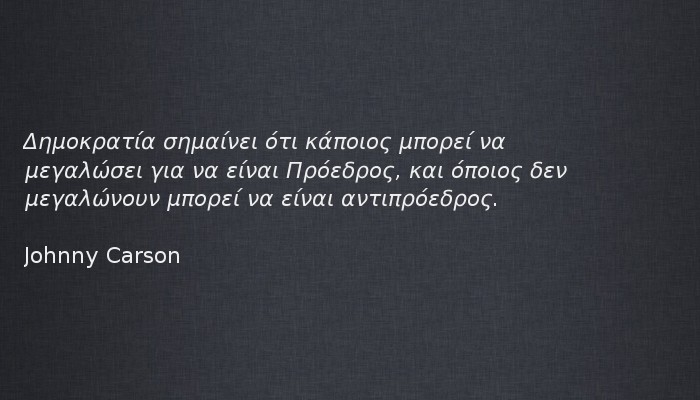 Δημοκρατία σημαίνει ότι κάποιος μπορεί να
μεγαλώσει για να είναι Πρόεδρος, και όποιος δεν
μεγαλώνουν μπορεί να είναι αντιπρόεδρος.
Johnny Carson